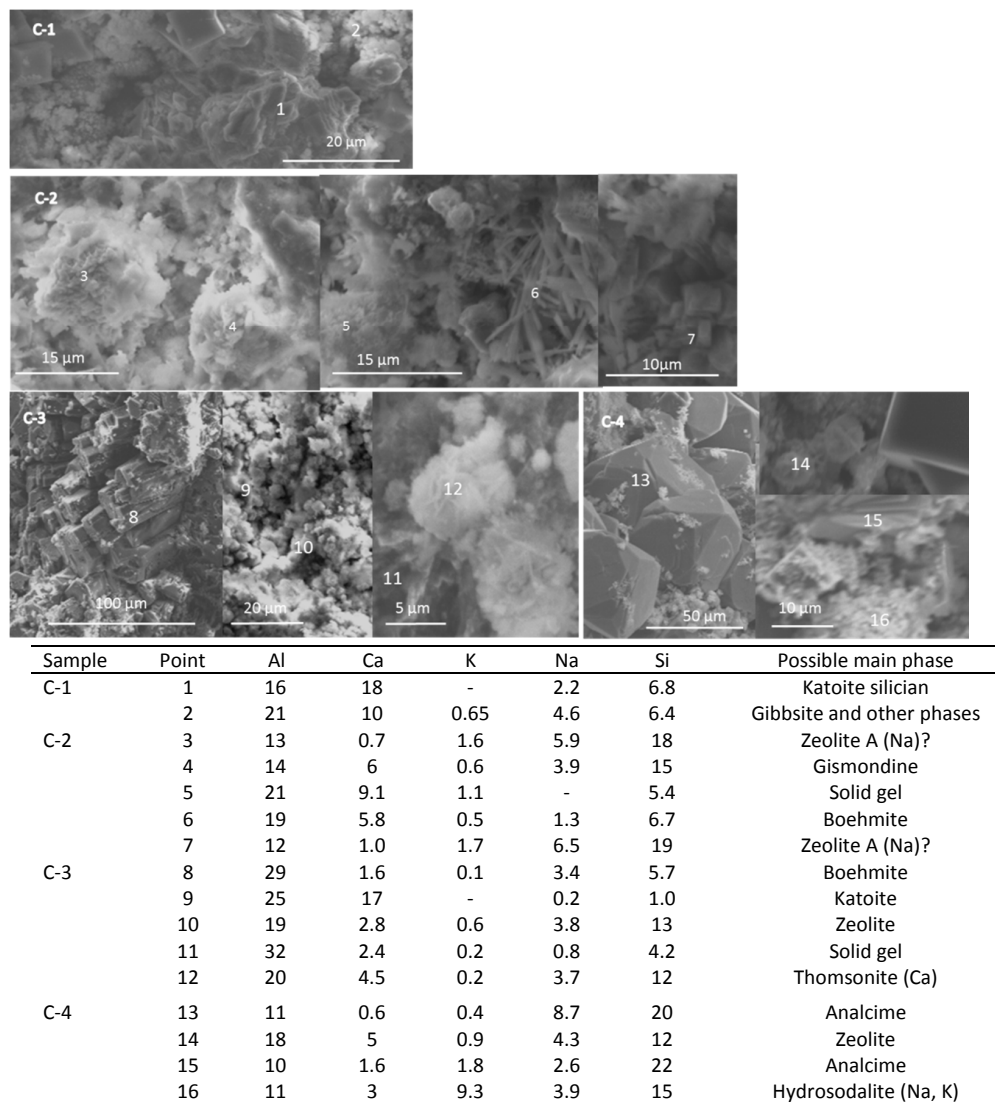 C-1
2
1
20 µm
C-2
3
4
15 µm
5
6
15 µm
7
10µm
C-3
8
100 µm
9
10
20 µm
12
11
5 µm
C-4
13
50 µm
14
15
10 µm
16
Sample Point Al Ca K Na Si Possible main phase
C-1 1 16 18 - 2.2 6.8 Katoite silician
2 21 10 0.65 4.6 6.4 Gibbsite and other phases
C-2 3 13 0.7 1.6 5.9 18 Zeolite A (Na)?
4 14 6 0.6 3.9 15 Gismondine
5 21 9.1 1.1 - 5.4 Solid gel
6 19 5.8 0.5 1.3 6.7 Boehmite
7 12 1.0 1.7 6.5 19 Zeolite A (Na)?
C-3 8 29 1.6 0.1 3.4 5.7 Boehmite
9 25 17 - 0.2 1.0 Katoite
10 19 2.8 0.6 3.8 13 Zeolite
11 32 2.4 0.2 0.8 4.2 Solid gel
12 20 4.5 0.2 3.7 12 Thomsonite (Ca)
C-4 13 11 0.6 0.4 8.7 20 Analcime
14 18 5 0.9 4.3 12 Zeolite
15 10 1.6 1.8 2.6 22 Analcime
16 11 3 9.3 3.9 15 Hydrosodalite (Na, K)